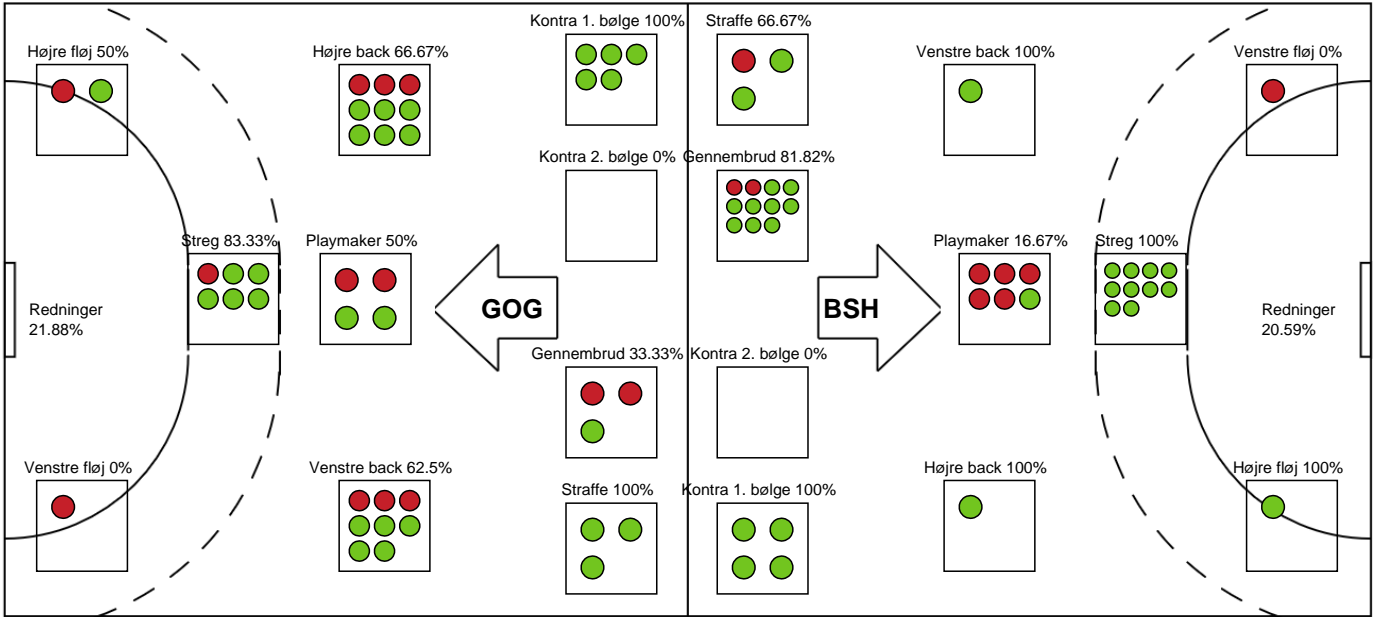 Kontra 1. bølge 100%
Straffe 66.67%
Højre fløj 50%
Højre back 66.67%
Venstre back 100%
Venstre fløj 0%
Kontra 2. bølge 0%
Gennembrud 81.82%
Streg 83.33%
Playmaker 50%
Playmaker 16.67%
Streg 100%
Redninger
21.88%
GOG
BSH
Redninger
20.59%
Gennembrud 33.33%
Kontra 2. bølge 0%
Venstre fløj 0%
Venstre back 62.5%
Højre back 100%
Højre fløj 100%
Straffe 100%
Kontra 1. bølge 100%